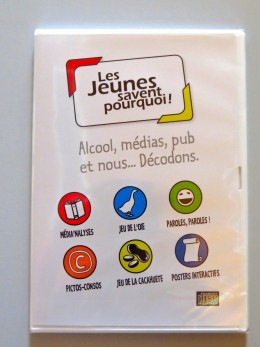 Les
Jeunes
savent
pourquoi !
Alcool, médias, pub
et nous... Décodons.
MÉDIA'NALYSES
JEU DE L'OIE
PAROLES, PAROLES !
C
PICTOS-CONSOS
JEU DE LA CACAHUÈTE
POSTERS INTERACTIFS